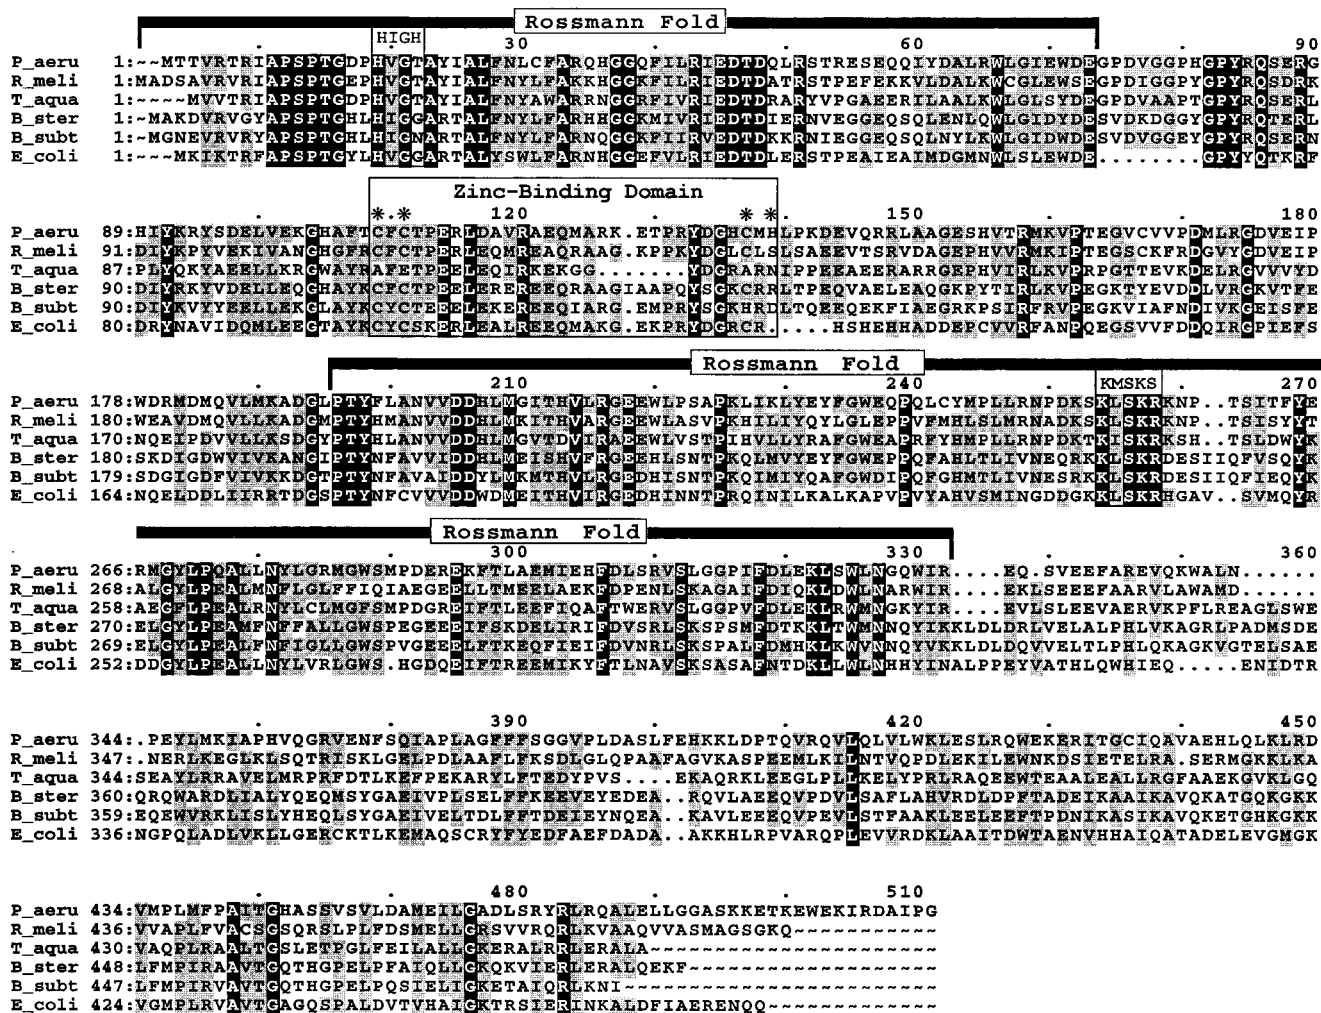 Rossmann Fold
HIGH
. 30 . . 60 . . 90
P_aeru 1:~~MTTVRTRIAPSPTGDPHVGTAYIALFNLCFARQHGGQFILRIEDTDQLRSTRESEQQIYDALRWLGIEWDEGPDVGGPHGPYRQSERG
R_meli 1:~MADSAVRVRIAPSPTGEPHVGTAYIALFNYLFAKKHGGKFILRIEDTDATRSTPEFEKKVLDALKWCGLEWSEGPDIGGPYGPYRQSDRK
T_aqua 1:~~~~MVVTRIAPSPTGDPHVGTAYIALFNYAWARRNGGRFIVRIEDTDRARYVPGAEERILAALKWLGLSYDEGPDVAAPTGPYRQSERL
B_ster 1:~MAKDVRVGYAPSPTGHLHIGGARTALFNYLFARHHGGKMIVRIEDTDIERNVEGGEQSQLENLQWLGIDYDESVDKDGGYGPYRQTERL
B_subt 1:~MGNEVRVRYAPSPTGHLHIGNARTALFNYLFARNQGGKFIIRVEDTDKKRNIEGGEQSQLNYLKWLGIDWDESVDVGGEYGPYRQSERN
E_coli 1:~~~MKIKTRFAPSPTGYLHVGGARTALYSWLFARNHGGEFVLRIEDTDLERSTPEAIEAIMDGMNWLSLEWDE........GPYYQTKRF
Zinc-Binding Domain
. * . * 120 . * * 150 . . 180
P_aeru 89:HIYKRYSDELVEKGHAFTCFCTPERLDAVRAEQMARK.ETPRYDGHCMHLPKDEVQRRLAAGESHVTRMKVPTEGVCVVPDMLRGDVEIP
R_meli 91:DIYKPYVEKIVANGHGFRCFCTPERLEQMREAQRAAG.KPPKYDGLCLSLSAEEVTSRVDAGEPHVVRMKIPTEGSCKFRDGVYGDVEIP
T_aqua 87:PLYQKYAEELLKRGWAYRAFETPEELEQIRKEKGG.......YDGRARNIPPEEAEERARRGEPHVIRLKVPRPGTTEVKDELRGVVVYD
B_ster 90:DIYRKYVDELLEQGHAYKCFCTPEELEREREEQRAAGIAAPQYSGKCRRLTPEQVAELEAQGKPYTIRLKVPEGKTYEVDDLVRGKVTFE
B_subt 90:DIYKVYYEELLEKGLAYKCYCTEEELEKEREEQIARG.EMPRYSGKHRDLTQEEQEKFIAEGRKPSIRFRVPEGKVIAFNDIVKGEISFE
E_coli 80:DRYNAVIDQMLEEGTAYKCYCSKERLEALREEQMAKG.EKPRYDGRCR....HSHEHHADDEPCVVRFANPQEGSVVFDDQIRGPIEFS
Rossmann Fold
KMSKS
. . 210 . . 240 . . 270
P_aeru 178:WDRMDMQVLMKADGLPTYFLANVVDDHLMGITHVLRGEEWLPSAPKLIKLYEYFGWEQPQLCYMPLLRNPDKSKLSKRKNP..TSITFYE
R_meli 180:WEAVDMQVLLKADGMPTYHMANVVDDHLMKITHVARGEEWLASVPKHILIYQYLGLEPPVFMHLSLMRNADKSKLSKRKNP..TSISYYT
T_aqua 170:NQEIPDVVLLKSDGYPTYHLANVVDDHLMGVTDVIRAEEWLVSTPIHVLLYRAFGWEAPRFYHMPLLRNPDKTKISKRKSH..TSLDWYK
B_ster 180:SKDIGDWVIVKANGIPTYNFAVVIDDHLMEISHVFRGEEHLSNTPKQLMVYEYFGWEPPQFAHLTLIVNEQRKKLSKRDESIIQFVSQYK
B_subt 179:SDGIGDFVIVKKDGTPTYNFAVAIDDYLMKMTHVLRGEDHISNTPKQIMIYQAFGWDIPQFGHMTLIVNESRKKLSKRDESIIQFIEQYK
E_coli 164:NQELDDLIIRRTDGSPTYNFCVVVDDWDMEITHVIRGEDHINNTPRQINILKALKAPVPVYAHVSMINGDDGKKLSKRHGAV..SVMQYR
Rossmann Fold
. . 300 . . 330 . . 360
P_aeru 266:RMGYLPQALLNYLGRMGWSMPDEREKFTLAEMIEHFDLSRVSLGGPIFDLEKLSWLNGQWIR....EQ.SVEEFAREVQKWALN......
R_meli 268:ALGYLPEALMNFLGLFFIQIAEGEELLTMEELAEKFDPENLSKAGAIFDIQKLDWLNARWIR....EKLSEEEFAARVLAWAMD......
T_aqua 258:AEGFLPEALRNYLCLMGFSMPDGREIFTLEEFIQAFTWERVSLGGPVFDLEKLRWMNGKYIR....EVLSLEEVAERVKPFLREAGLSWE
B_ster 270:ELGYLPEAMFNFFALLGWSPEGEEEIFSKDELIRIFDVSRLSKSPSMFDTKKLTWMNNQYIKKLDLDRLVELALPHLVKAGRLPADMSDE
B_subt 269:ELGYLPEALFNFIGLLGWSPVGEEELFTKEQFIEIFDVNRLSKSPALFDMHKLKWVNNQYVKKLDLDQVVELTLPHLQKAGKVGTELSAE
E_coli 252:DDGYLPEALLNYLVRLGWS.HGDQEIFTREEMIKYFTLNAVSKSASAFNTDKLLWLNHHYINALPPEYVATHLQWHIEQ....ENIDTR
. . 390 . . 420 . . 450
P_aeru 344:.PEYLMKIAPHVQGRVENFSQIAPLAGFFFSGGVPLDASLFEHKKLDPTQVRQVLQLVLWKLESLRQWEKERITGCIQAVAEHLQLKLRD
R_meli 347:.NERLKEGLKLSQTRISKLGELPDLAAFLFKSDLGLQPAAFAGVKASPEEMLKILNTVQPDLEKILEWNKDSIETELRA.SERMGKKLKA
T_aqua 344:SEAYLRRAVELMRPRFDTLKEFPEKARYLFTEDYPVS...EKAQRKLEEGLPLLKELYPRLRAQEEWTEAALEALLRGFAAEKGVKLGQ
B_ster 360:QRQWARDLIALYQEQMSYGAEIVPLSELFFKEEVEYEDEA..RQVLAEEQVPDVLSAFLAHVRDLDPFTADEIKAAIKAVQKATGQKGKK
B_subt 359:EQEWVRKLISLYHEQLSYGAEIVELTDLFFTDEIEYNQEA..KAVLEEEQVPEVLSTFAAKLEELEEFTPDNIKASIKAVQKETGHKGKK
E_coli 336:NGPQLADLVKLLGERCKTLKEMAQSCRYFYEDFAEFDADA..AKKHLRPVARQPLEVVRDKLAAITDWTAENVHHAIQATADELEVGMGK
. . 480 . . 510
P_aeru 434:VMPLMFPAITGHASSVSVLDAMEILGADLSRYRLRQALELLGGASKKETKEWEKIRDAIPG
R_meli 436:VVAPLFVACSGSQRSLPLFDSMELLGRSVVRQRLKVAAQVVASMAGSGKQ~~~~~~~~~~~
T_aqua 430:VAQPLRAALTGSLETPGLFEILALLGKERALRRLERALA~~~~~~~~~~~~~~~~~~~~~~
B_ster 448:LFMPIRAAVTGQTHGPELPFAIQLLGKQKVIERLERALQEKF~~~~~~~~~~~~~~~~~~~
B_subt 447:LFMPIRVAVTGQTHGPELPQSIELIGKETAIQRLKNI~~~~~~~~~~~~~~~~~~~~~~~~
E_coli 424:VGMPLRVAVTGAGQSPALDVTVHAIGKTRSIERINKALDFIAERENQQ~~~~~~~~~~~~~